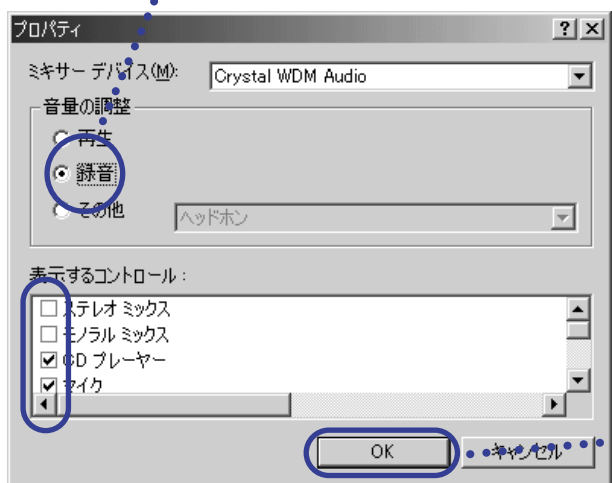 プロパティ
ミキサー デバイス(M): Crystal WDM Audio
音量の調整
再生
録音
その他 ヘッドホン
表示するコントロール :
ステレオ ミックス
モノラル ミックス
CD プレーヤー
マイク
OK キャンセル